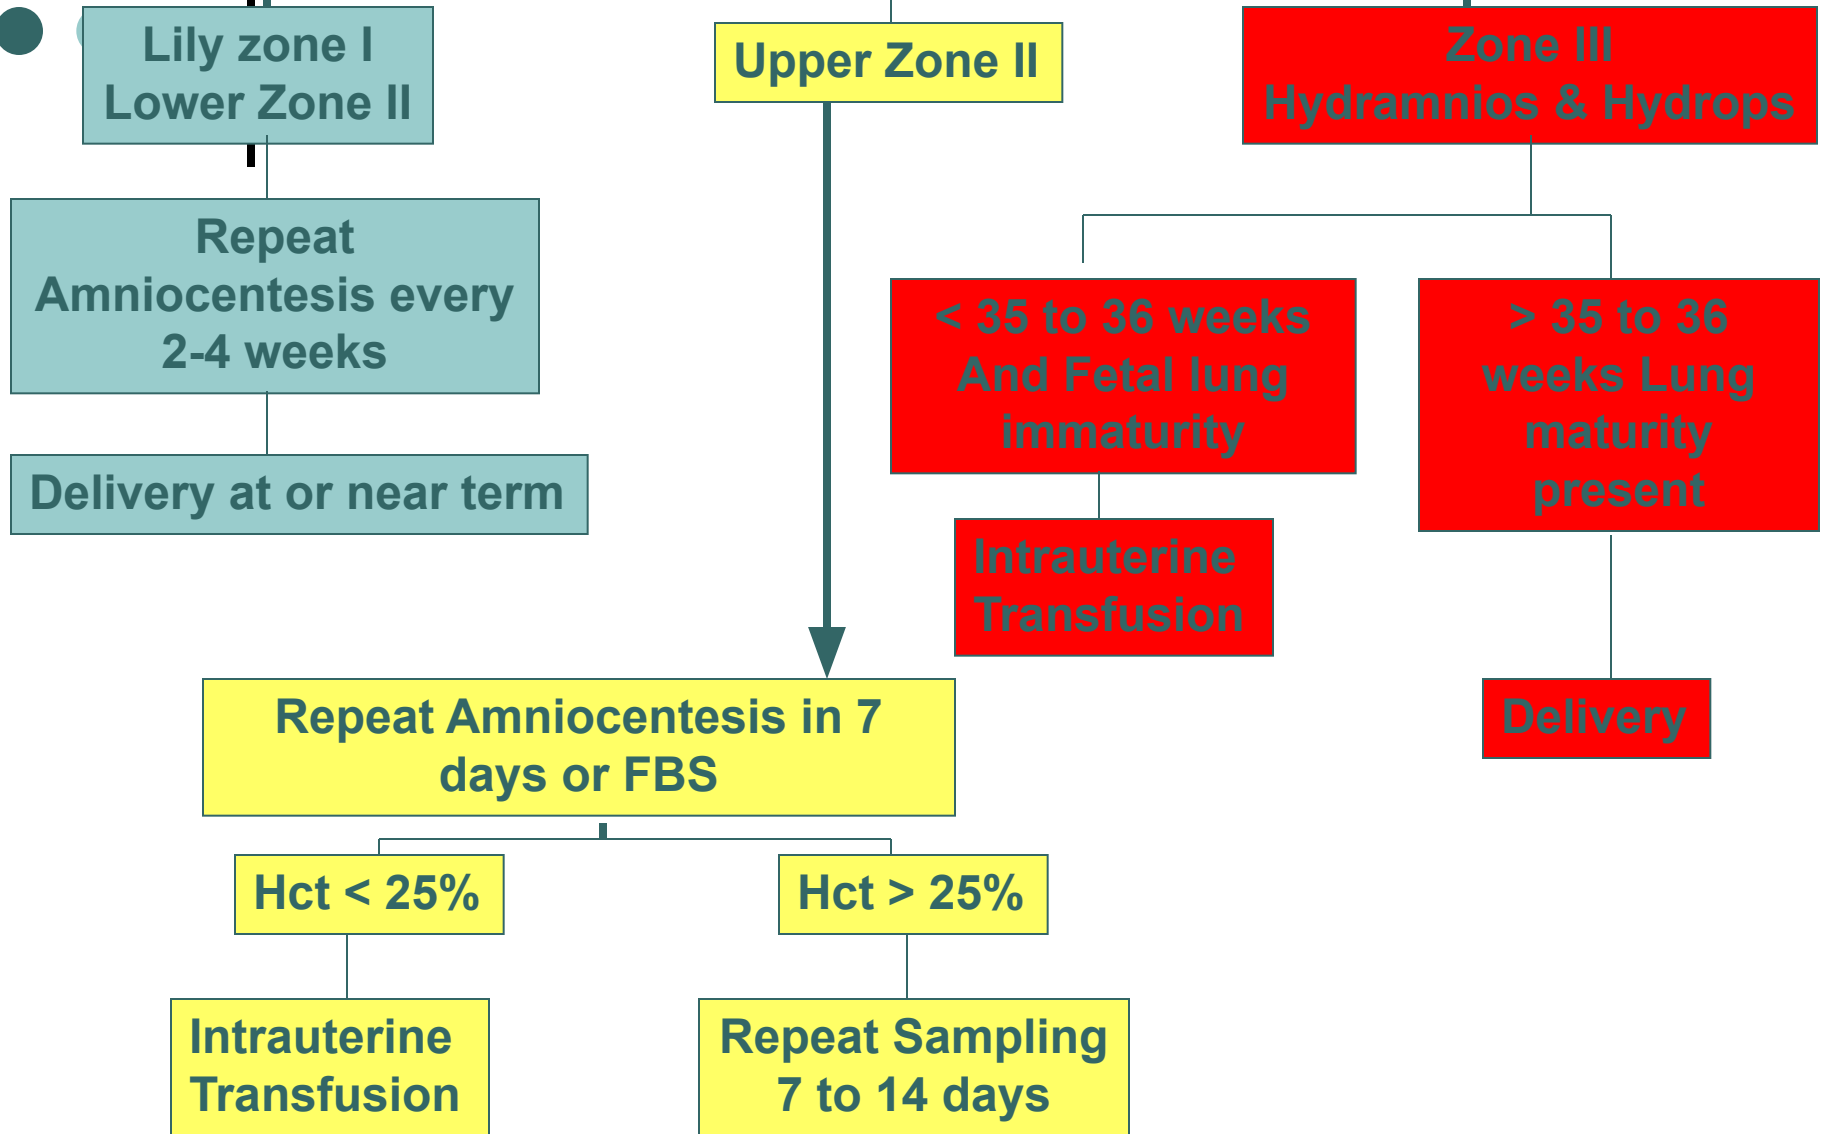 Lily zone I
Lower Zone II
Upper Zone II
Zone III
Hydramnios & Hydrops
Repeat
Amniocentesis every
2-4 weeks
Delivery at or near term
< 35 to 36 weeks
And Fetal lung
immaturity
> 35 to 36
weeks Lung
maturity
present
Intrauterine
Transfusion
Delivery
Repeat Amniocentesis in 7
days or FBS
Hct < 25%
Hct > 25%
Intrauterine
Transfusion
Repeat Sampling
7 to 14 days